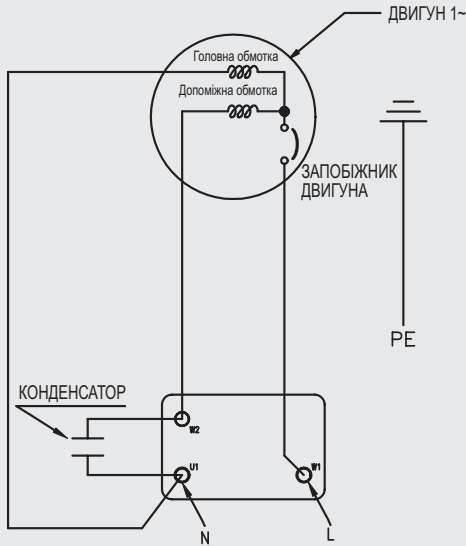 ДВИГУН 1~
Головна обмотка
Допоміжна обмотка
ЗАПОБІЖНИК
ДВИГУНА
PE
КОНДЕНСАТОР
W2
U1
W1
N
L